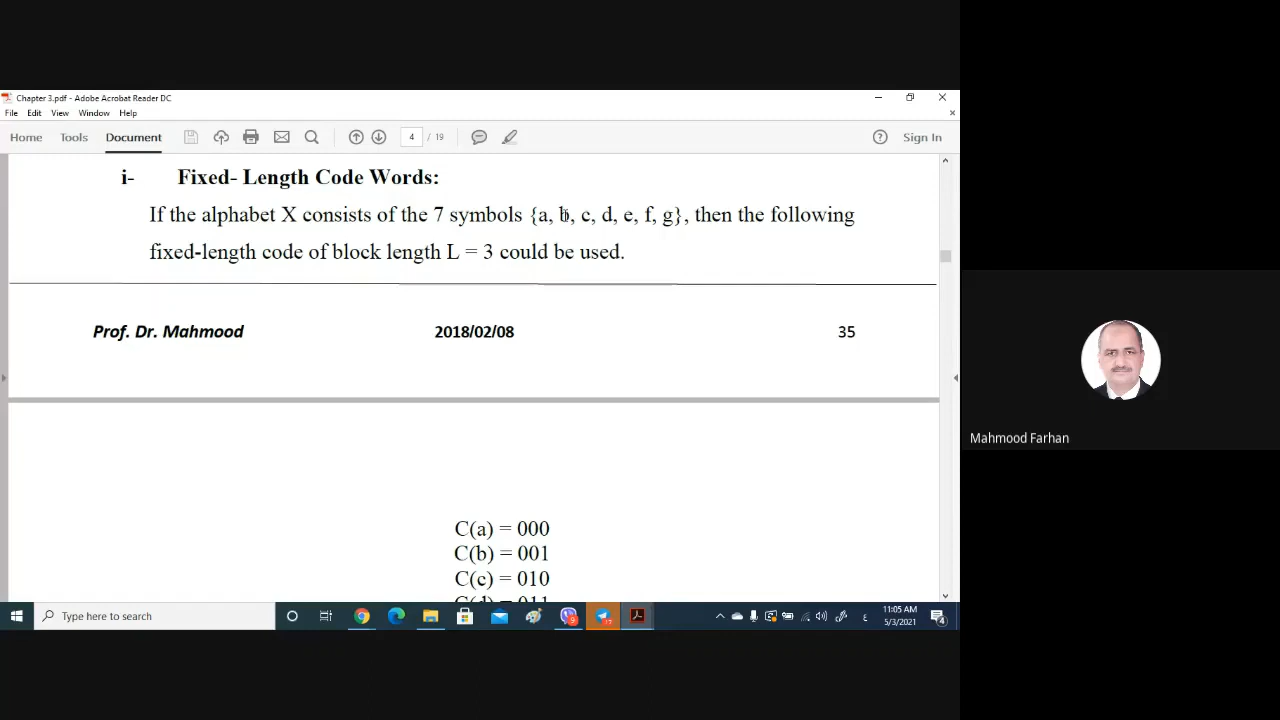 Chapter 3.pdf - Adobe Acrobat Reader DC
File Edit View Window Help
Home Tools Document 4 / 19 Sign In
i- Fixed- Length Code Words:
If the alphabet X consists of the 7 symbols {a, b, c, d, e, f, g}, then the following
fixed-length code of block length L = 3 could be used.
Prof. Dr. Mahmood 2018/02/08 35
C(a) = 000
C(b) = 001
C(c) = 010
C(d) = 011
Mahmood Farhan
Type here to search
ع
11:05 AM
5/3/2021
4